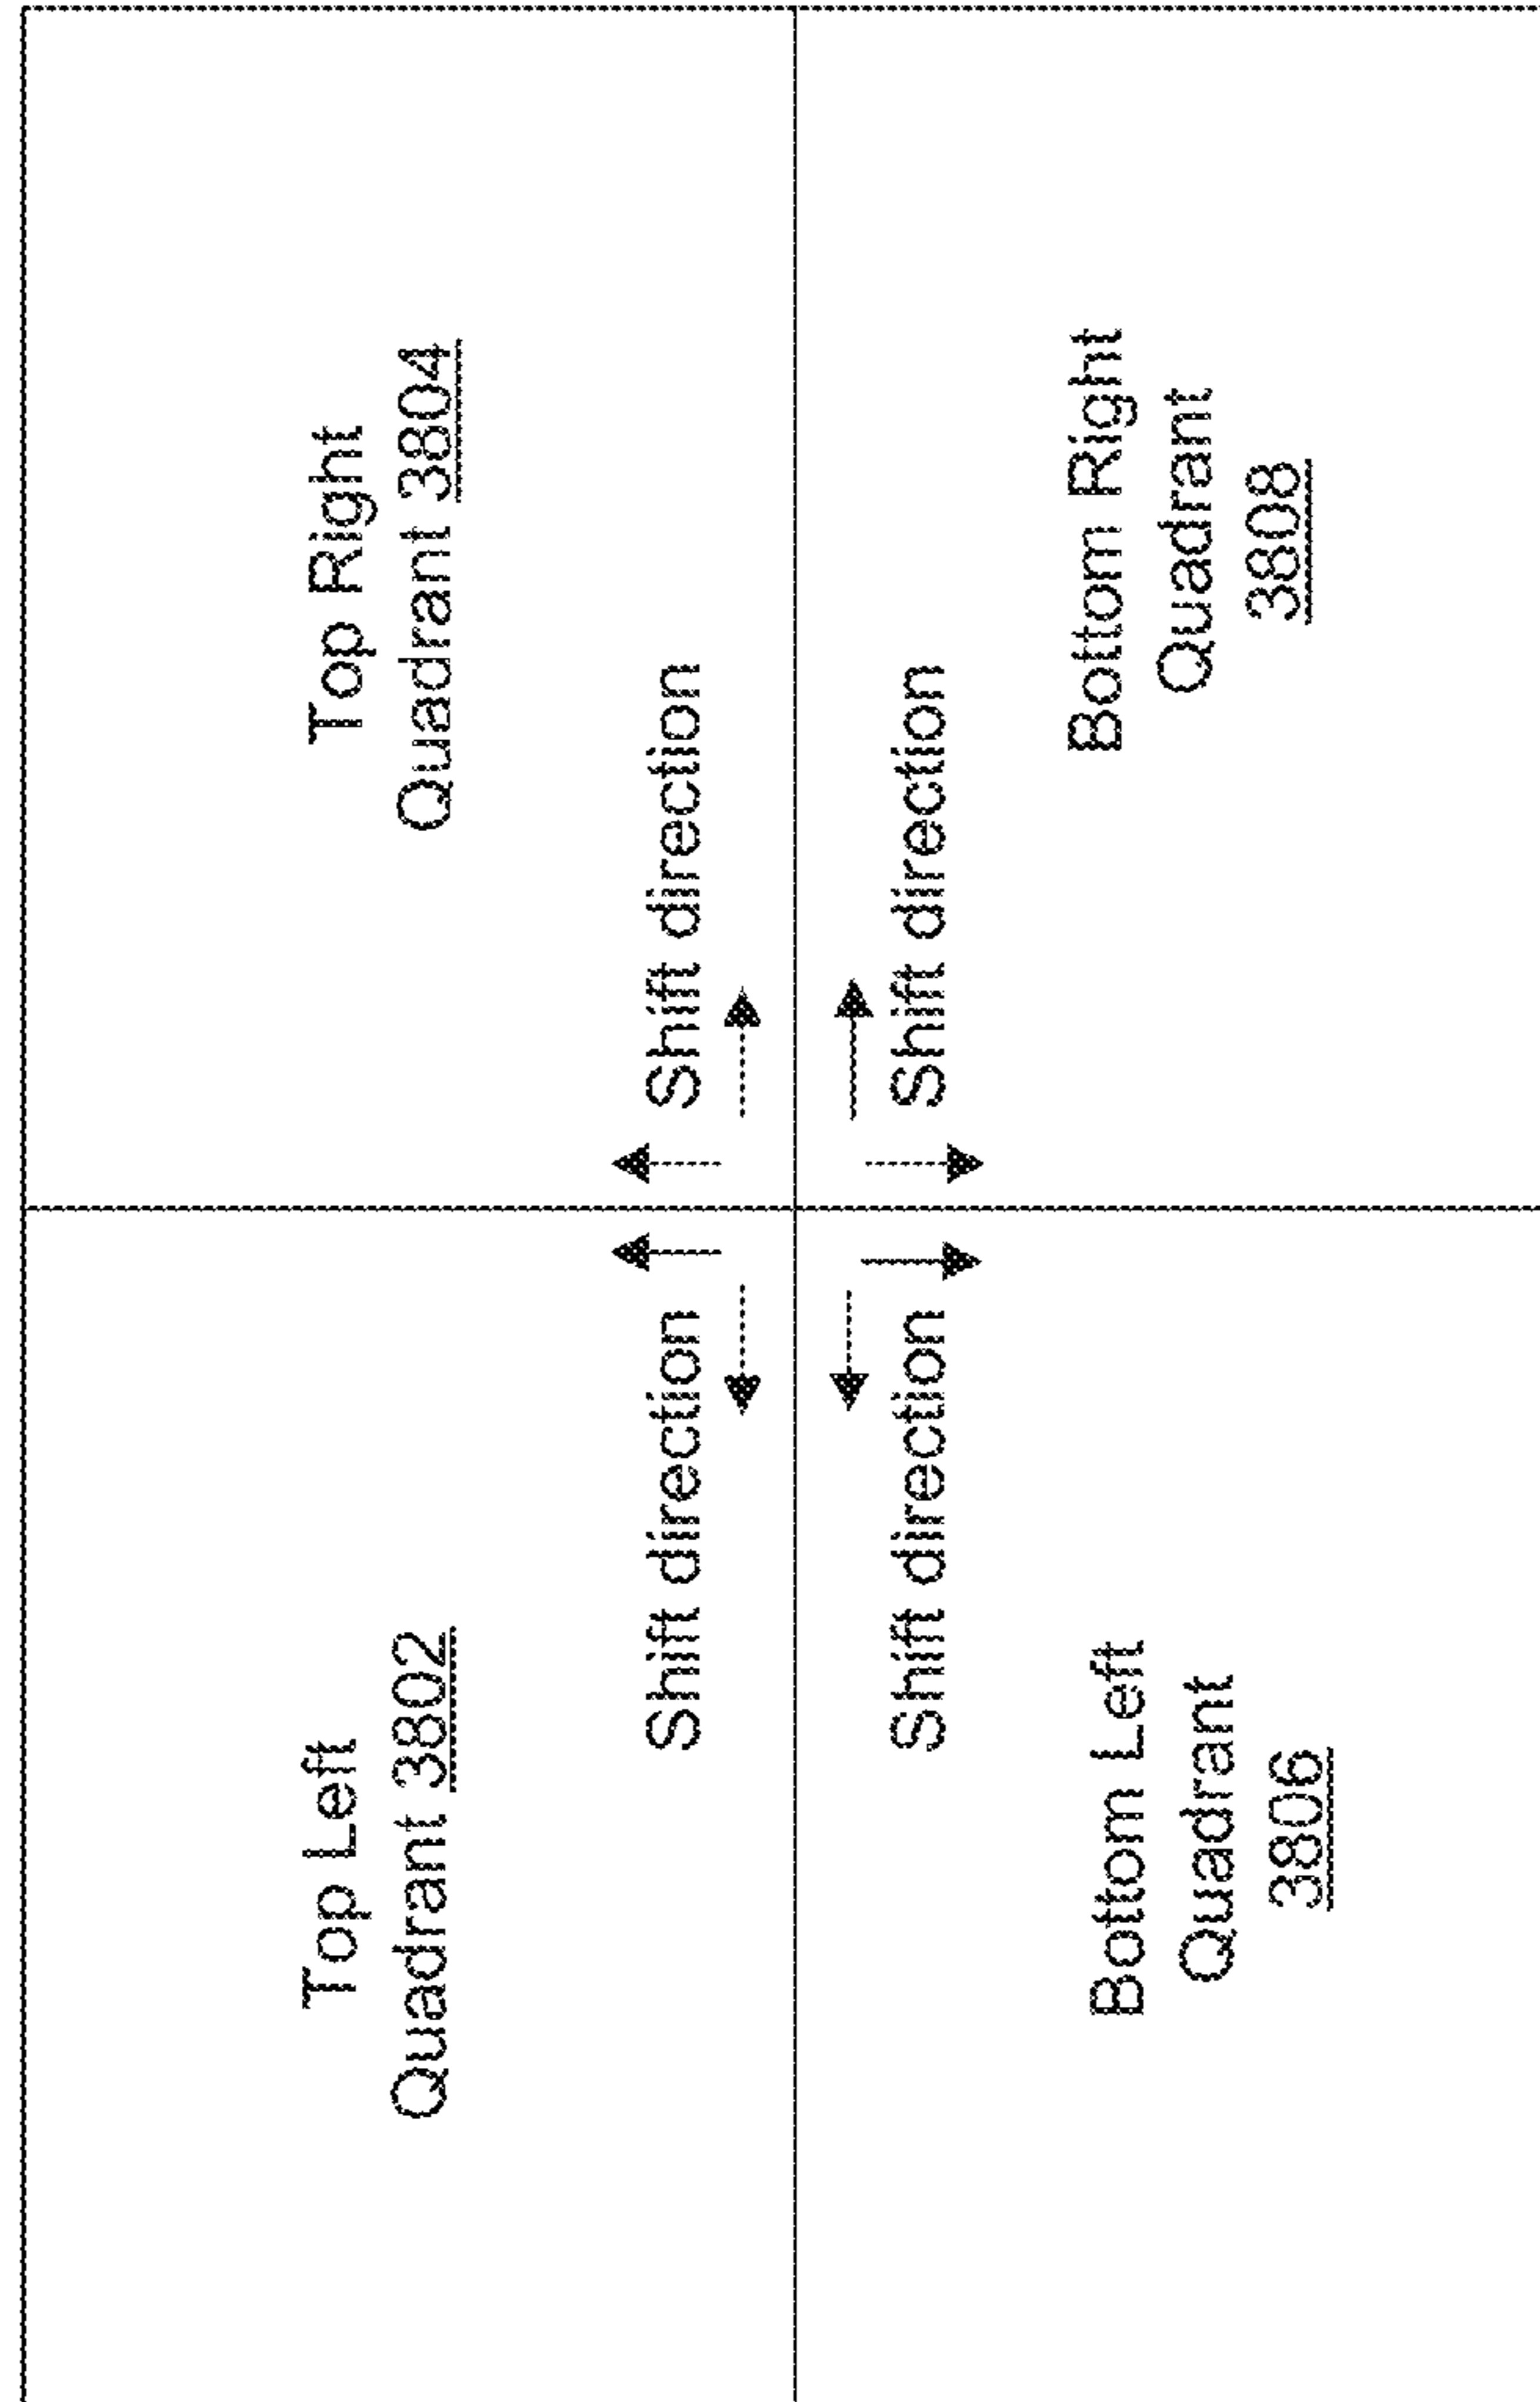 Top Left
Quadrant 3802
Top Right
Quadrant 3804
Shift direction
Shift direction
Shift direction
Shift direction
Bottom Left
Quadrant
3806
Bottom Right
Quadrant
3808